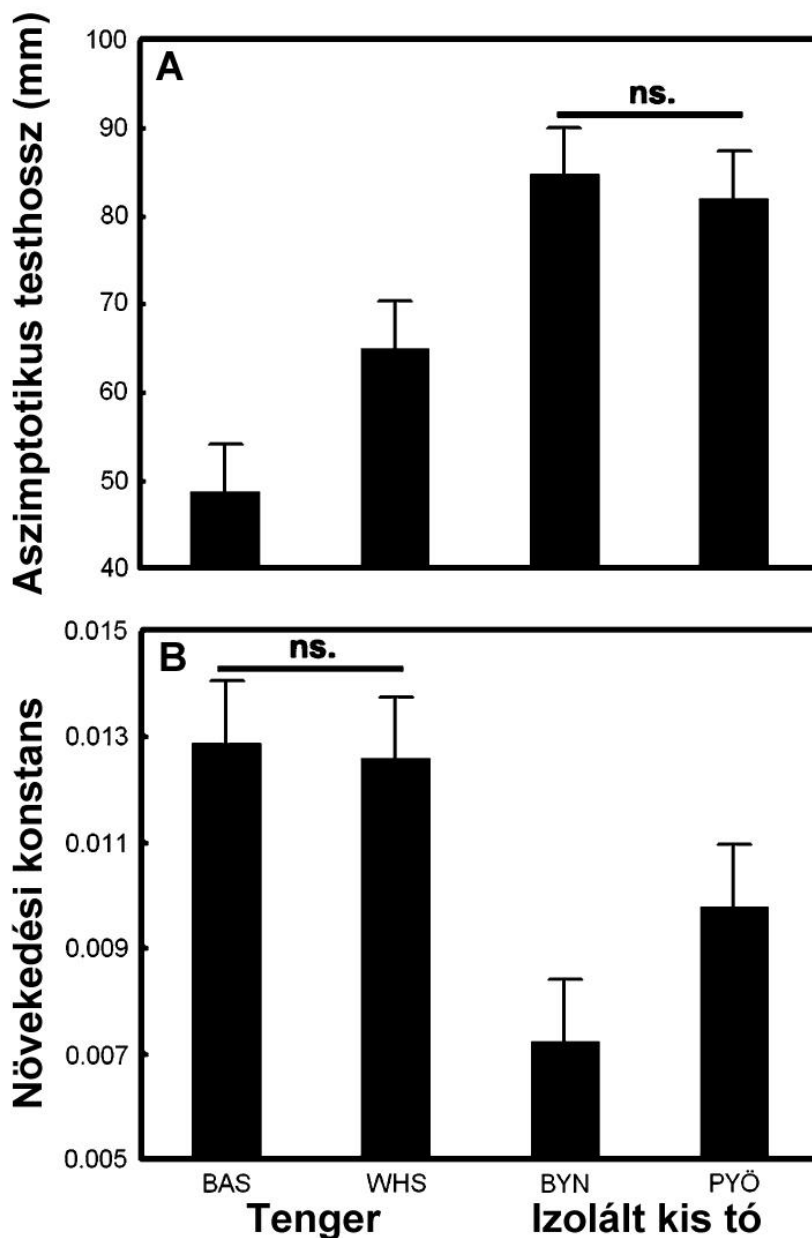 Aszimptotikus testhossz (mm)
100
90
80
70
60
50
40
A
ns.
Növekedési konstans
0.015
0.013
0.011
0.009
0.007
0.005
B
ns.
BAS WHS BYN PYÖ
Tenger Izolált kis tó